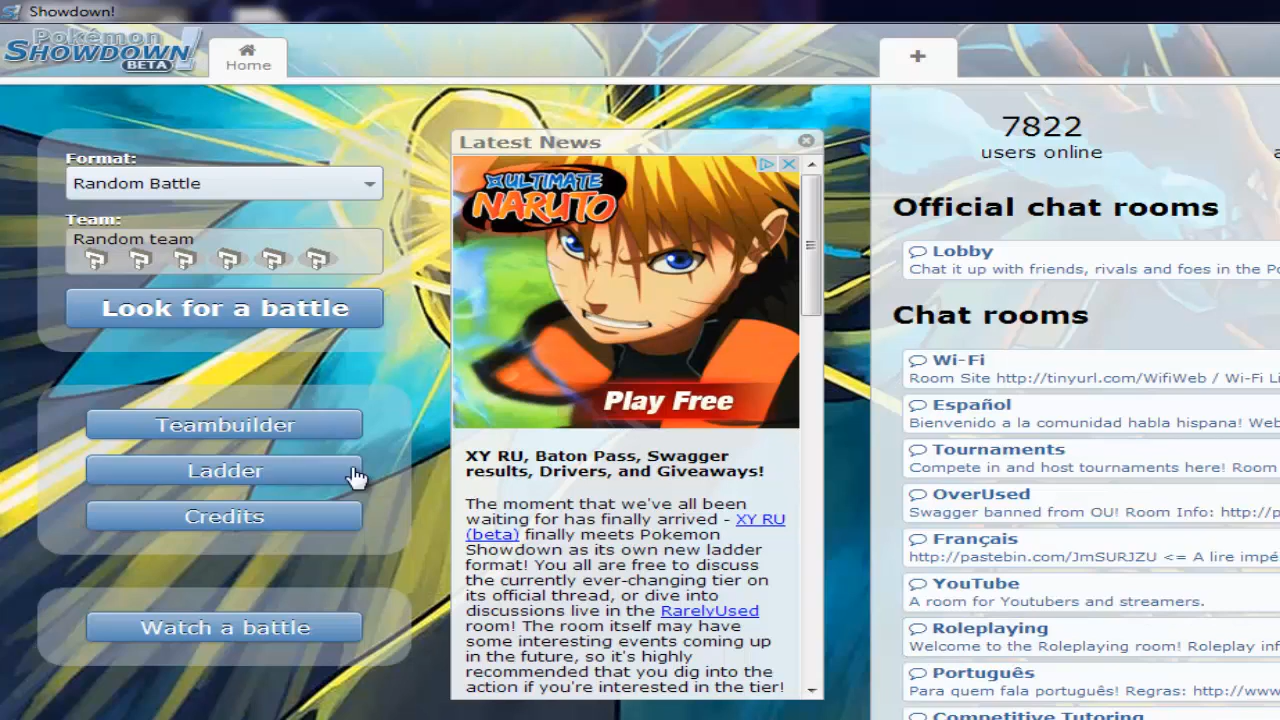 Showdown!
Pokémon
SHOWDOWN!
BETA
Home
+
Format:
Random Battle
Team:
Random team
? ? ? ? ? ?
Look for a battle
Teambuilder
Ladder
Credits
Watch a battle
Latest News
ULTIMATE
NARUTO
Play Free
XY RU, Baton Pass, Swagger
results, Drivers, and Giveaways!
The moment that we've all been
waiting for has finally arrived - XY RU
(beta) finally meets Pokemon
Showdown as its own new ladder
format! You all are free to discuss
the currently ever-changing tier on
its official thread, or dive into
discussions live in the RarelyUsed
room! The room itself may have
some interesting events coming up
in the future, so it's highly
recommended that you dig into the
action if you're interested in the tier!
7822
users online
Official chat rooms
Lobby
Chat it up with friends, rivals and foes in the
Chat rooms
Wi-Fi
Room Site http://tinyurl.com/WifiWeb / Wi-Fi
Español
Bienvenido a la comunidad habla hispana!
Tournaments
Compete in and host tournaments here! Room
OverUsed
Swagger banned from OU! Room Info:
Français
http://pastebin.com/JmSURJZU <= A lire
YouTube
A room for Youtubers and streamers.
Roleplaying
Welcome to the Roleplaying room! Roleplay
Português
Para quem fala português! Regras:
Competitive Tutoring